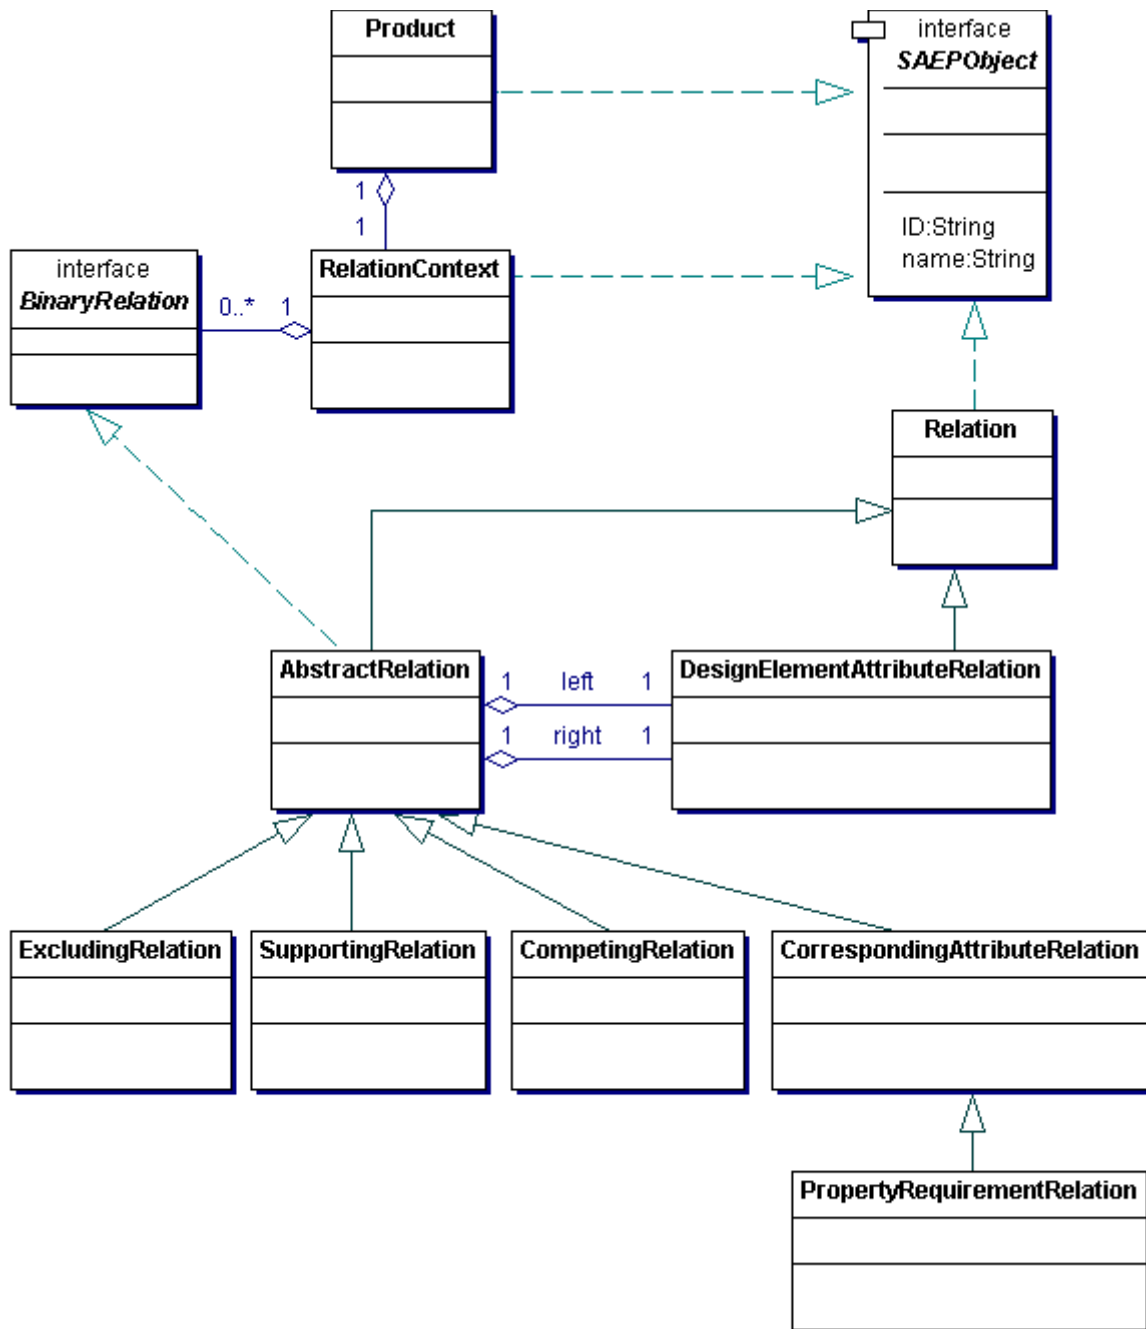 Product
interface
SAEPObject
ID:String
name:String
1
1
interface
BinaryRelation
0..* 1
RelationContext
Relation
AbstractRelation
1 left 1
1 right 1
DesignElementAttributeRelation
ExcludingRelation
SupportingRelation
CompetingRelation
CorrespondingAttributeRelation
PropertyRequirementRelation